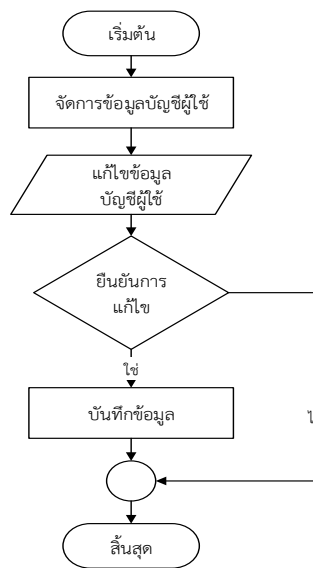 เริ่มต้น
จัดการข้อมูลบัญชีผู้ใช้
แก้ไขข้อมูล
บัญชีผู้ใช้
ยืนยันการ
แก้ไข
ใช่
บันทึกข้อมูล
สิ้นสุด